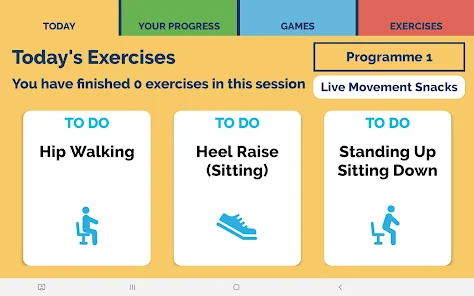 TODAY
YOUR PROGRESS
GAMES
EXERCISES
Today's Exercises
Programme 1
You have finished 0 exercises in this session
Live Movement Snacks
TO DO
Hip Walking
TO DO
Heel Raise
(Sitting)
TO DO
Standing Up
Sitting Down